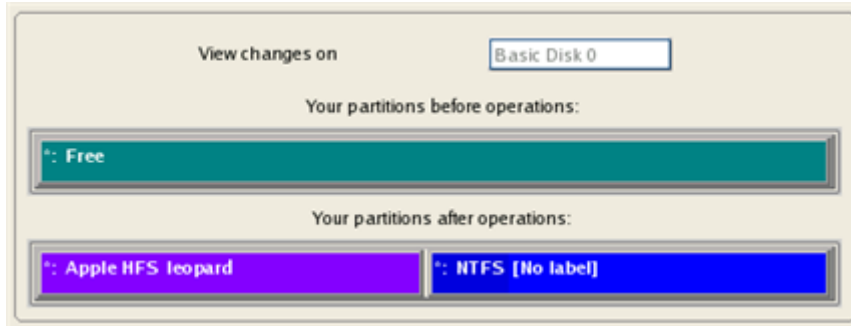 View changes on Basic Disk 0
Your partitions before operations:
*: Free
Your partitions after operations:
*: Apple HFS leopard *: NTFS [No label]